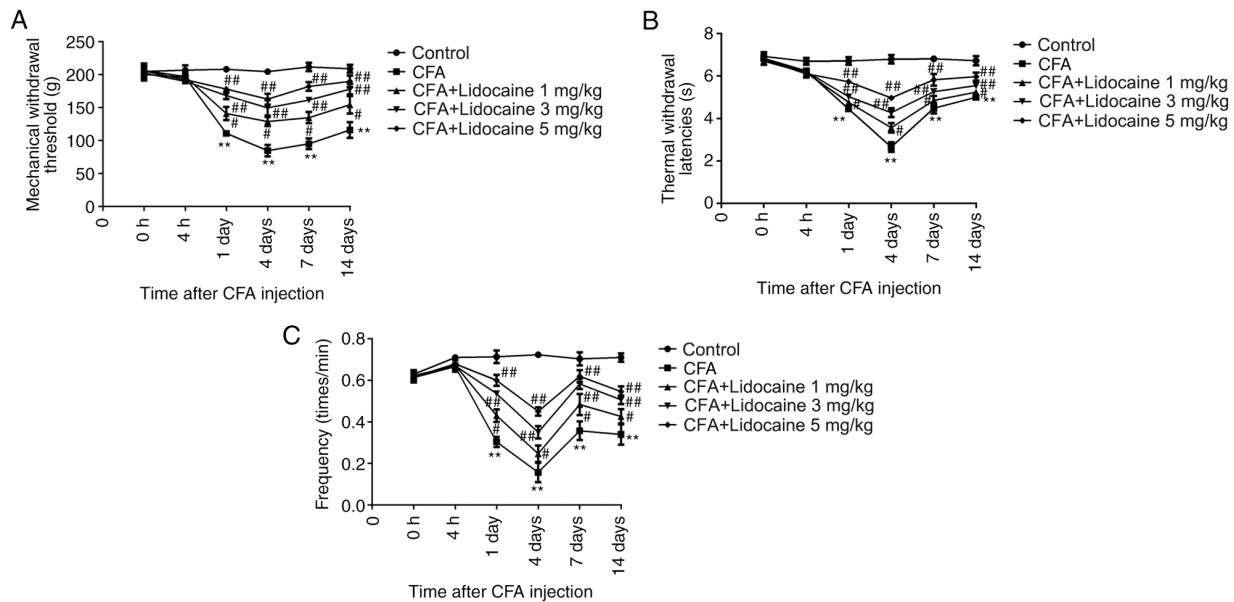 A
Mechanical withdrawal
threshold (g)
250
200
150
100
50
0
0
0 h
4 h
1 day
4 days
7 days
14 days
Time after CFA injection
##
##
#
**
##
##
#
**
##
##
#
**
##
##
#
**
Control
CFA
CFA+Lidocaine 1 mg/kg
CFA+Lidocaine 3 mg/kg
CFA+Lidocaine 5 mg/kg
B
Thermal withdrawal
latencies (s)
8
6
4
2
0
0
0 h
4 h
1 day
4 days
7 days
14 days
Time after CFA injection
##
##
#
**
##
##
#
**
##
##
#
**
##
##
#
**
Control
CFA
CFA+Lidocaine 1 mg/kg
CFA+Lidocaine 3 mg/kg
CFA+Lidocaine 5 mg/kg
C
Frequency (times/min)
0.8
0.6
0.4
0.2
0.0
0
0 h
4 h
1 day
4 days
7 days
14 days
Time after CFA injection
##
##
#
**
##
##
#
**
##
##
#
**
##
##
#
**
Control
CFA
CFA+Lidocaine 1 mg/kg
CFA+Lidocaine 3 mg/kg
CFA+Lidocaine 5 mg/kg